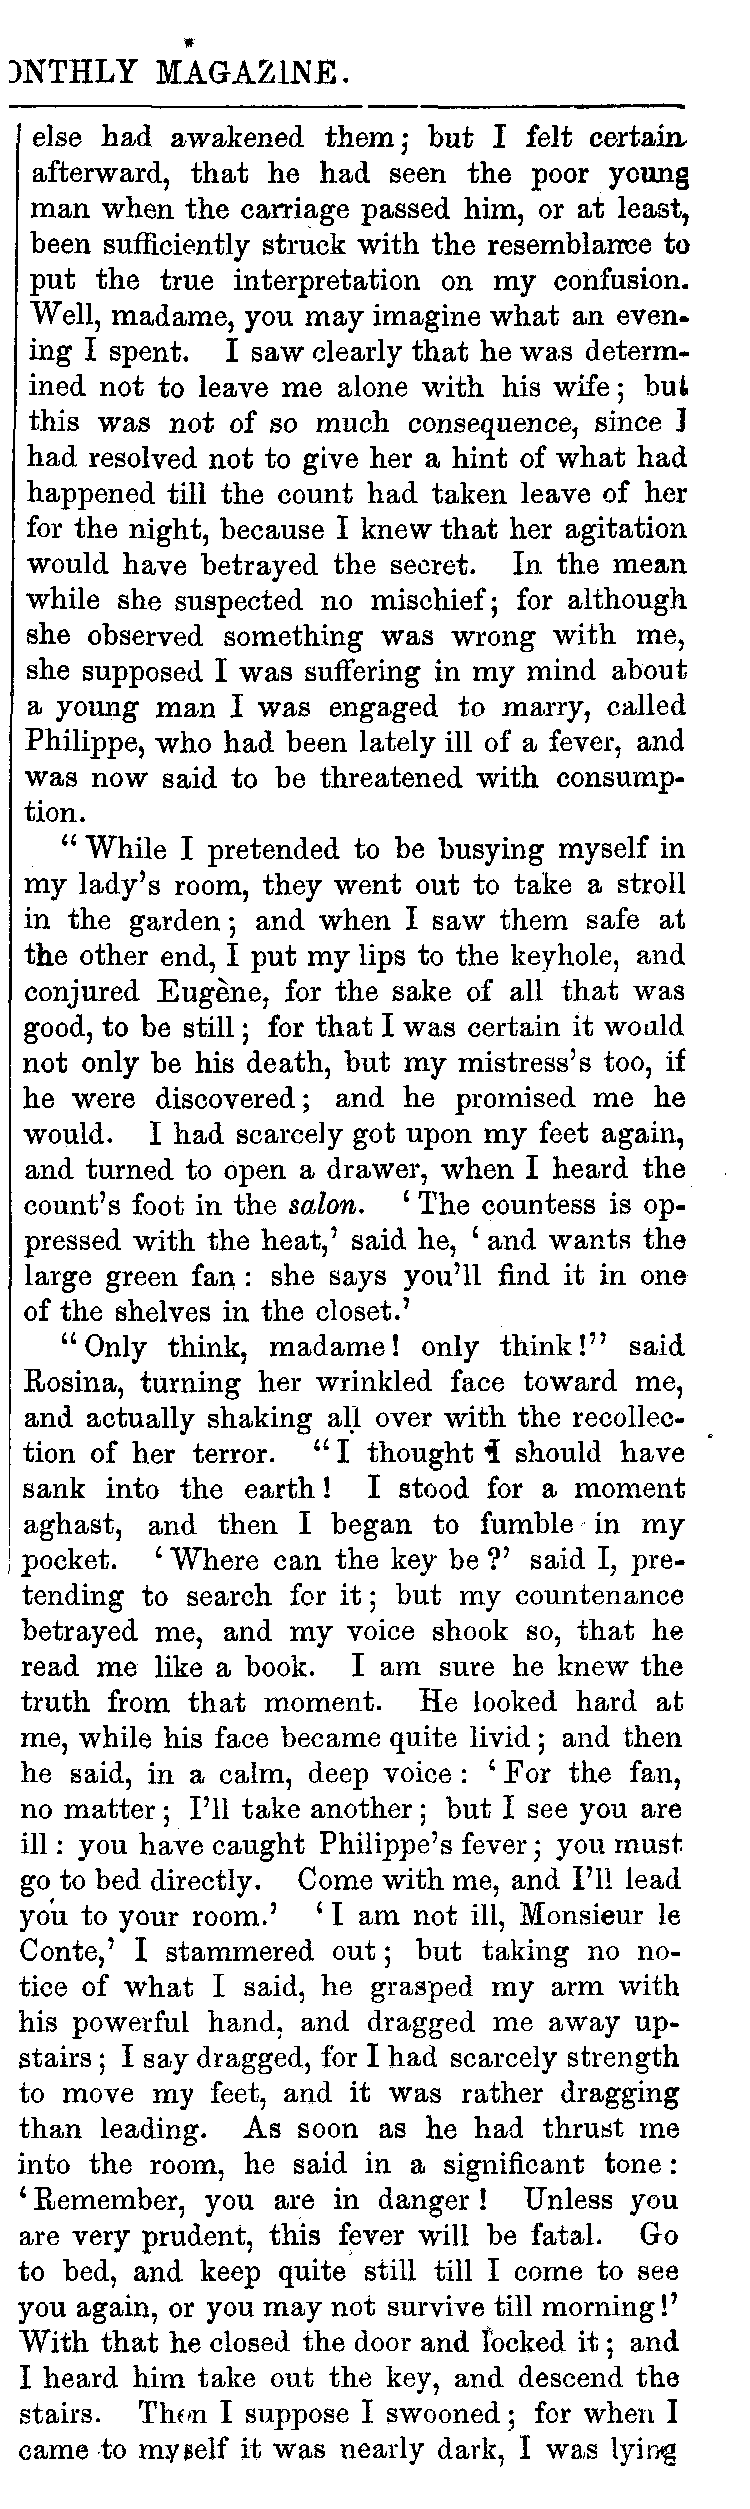 ONTHLY MAGAZINE.
else had awakened them; but I felt certain
afterward, that he had seen the poor young
man when the carriage passed him, or at least,
been sufficiently struck with the resemblance to
put the true interpretation on my confusion.
Well, madame, you may imagine what an even-
ing I spent. I saw clearly that he was determ-
ined not to leave me alone with his wife; but
this was not of so much consequence, since I
had resolved not to give her a hint of what had
happened till the count had taken leave of her
for the night, because I knew that her agitation
would have betrayed the secret. In the mean
while she suspected no mischief; for although
she observed something was wrong with me,
she supposed I was suffering in my mind about
a young man I was engaged to marry, called
Philippe, who had been lately ill of a fever, and
was now said to be threatened with consump-
tion.
"While I pretended to be busying myself in
my lady's room, they went out to take a stroll
in the garden; and when I saw them safe at
the other end, I put my lips to the keyhole, and
conjured Eugène, for the sake of all that was
good, to be still; for that I was certain it would
not only be his death, but my mistress's too, if
he were discovered; and he promised me he
would. I had scarcely got upon my feet again,
and turned to open a drawer, when I heard the
count's foot in the salon. 'The countess is op-
pressed with the heat,' said he, 'and wants the
large green fan: she says you'll find it in one
of the shelves in the closet.'
"Only think, madame! only think!" said
Rosina, turning her wrinkled face toward me,
and actually shaking all over with the recollec-
tion of her terror. "I thought I should have
sank into the earth! I stood for a moment
aghast, and then I began to fumble in my
pocket. 'Where can the key be?' said I, pre-
tending to search for it; but my countenance
betrayed me, and my voice shook so, that he
read me like a book. I am sure he knew the
truth from that moment. He looked hard at
me, while his face became quite livid; and then
he said, in a calm, deep voice: 'For the fan,
no matter; I'll take another; but I see you are
ill: you have caught Philippe's fever; you must
go to bed directly. Come with me, and I'll lead
you to your room.' 'I am not ill, Monsieur le
Conte,' I stammered out; but taking no no-
tice of what I said, he grasped my arm with
his powerful hand, and dragged me away up-
stairs; I say dragged, for I had scarcely strength
to move my feet, and it was rather dragging
than leading. As soon as he had thrust me
into the room, he said in a significant tone:
'Remember, you are in danger! Unless you
are very prudent, this fever will be fatal. Go
to bed, and keep quite still till I come to see
you again, or you may not survive till morning!'
With that he closed the door and locked it; and
I heard him take out the key, and descend the
stairs. Then I suppose I swooned; for when I
came to myself it was nearly dark, I was lying